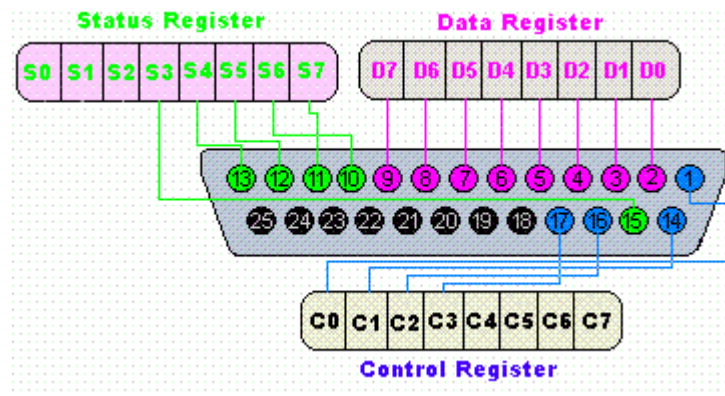 Status Register Data Register
S0 S1 S2 S3 S4 S5 S6 S7 D7 D6 D5 D4 D3 D2 D1 D0
13 12 11 10 9 8 7 6 5 4 3 2 1
25 24 23 22 21 20 19 18 17 16 15 14
C0 C1 C2 C3 C4 C5 C6 C7
Control Register